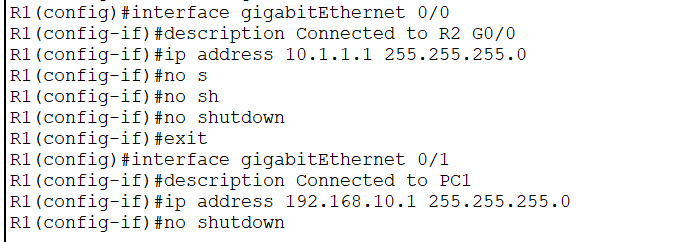 R1(config)#interface gigabitEthernet 0/0
R1(config-if)#description Connected to R2 G0/0
R1(config-if)#ip address 10.1.1.1 255.255.255.0
R1(config-if)#no s
R1(config-if)#no sh
R1(config-if)#no shutdown
R1(config-if)#exit
R1(config)#interface gigabitEthernet 0/1
R1(config-if)#description Connected to PC1
R1(config-if)#ip address 192.168.10.1 255.255.255.0
R1(config-if)#no shutdown